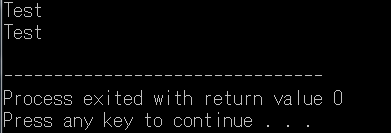 Test
Test
--------------------------------
Process exited with return value 0
Press any key to continue . . .